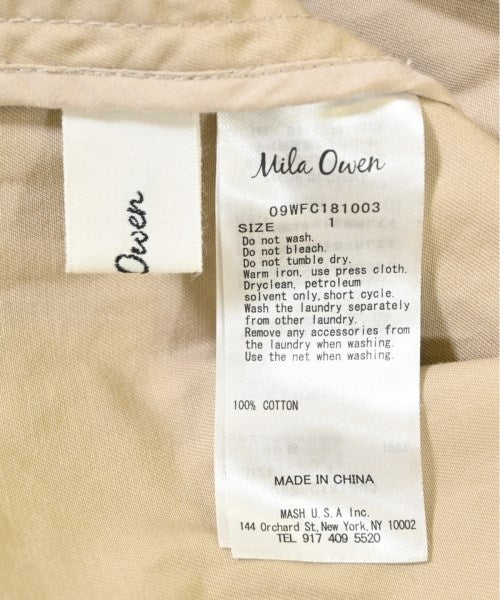 Owen
Mila Owen
09WFC181003
SIZE 1
Do not wash.
Do not bleach.
Do not tumble dry.
Warm iron, use press cloth.
Dryclean, petroleum
solvent only, short cycle.
Wash the laundry separately
from other laundry.
Remove any accessories from
the laundry when washing.
Use the net when washing.
100% COTTON
MADE IN CHINA
MASH U.S.A Inc.
144 Orchard St, New York, NY 10002
TEL 917 409 5520